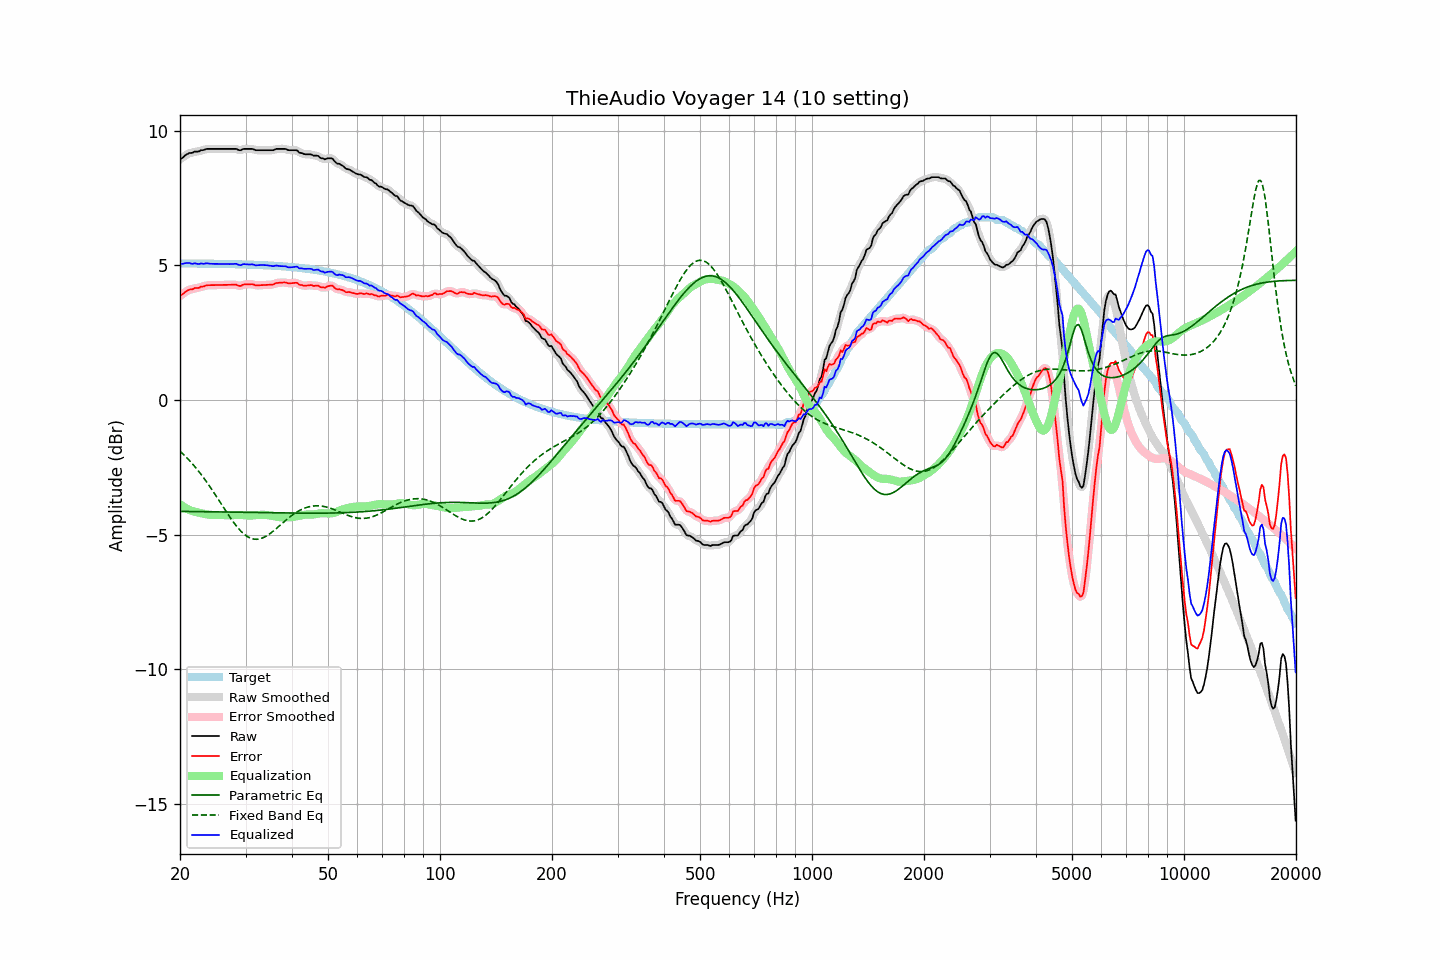 ThieAudio Voyager 14 (10 setting)
10
5
0
−5
−10
−15
Amplitude (dBr)
Target
Raw Smoothed
Error Smoothed
Raw
Error
Equalization
Parametric Eq
Fixed Band Eq
Equalized
20 50 100 200 500 1000 2000 5000 10000 20000
Frequency (Hz)